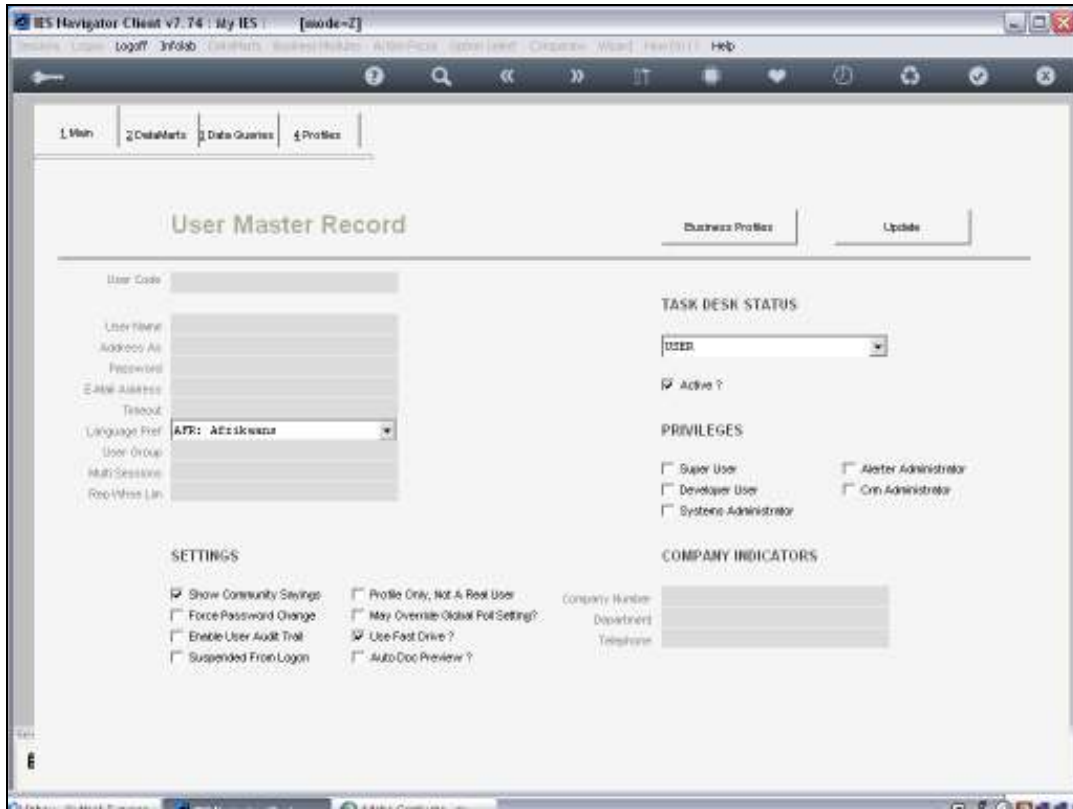 IES Navigator Client v7.74 : My IES : [mode=Z]
Logoff Infolab Help
1 Main 2 DataMarts 3 Data Queries 4 Profiles
User Master Record
Business Profiles Update
User Code
User Name
Address As
Password
E-Mail Address
Timeout
Language Pref AFR: Afrikaans
User Group
Multi Sessions
TASK DESK STATUS
USER
Active ?
PRIVILEGES
Super User Alerter Administrator
Developer User Crm Administrator
Systems Administrator
SETTINGS
Show Community Sayings Profile Only, Not A Real User
Force Password Change May Override Global Poll Setting?
Enable User Audit Trail Use Fast Drive ?
Suspended From Logon Auto Doc Preview ?
COMPANY INDICATORS
Company Number
Department
Telephone